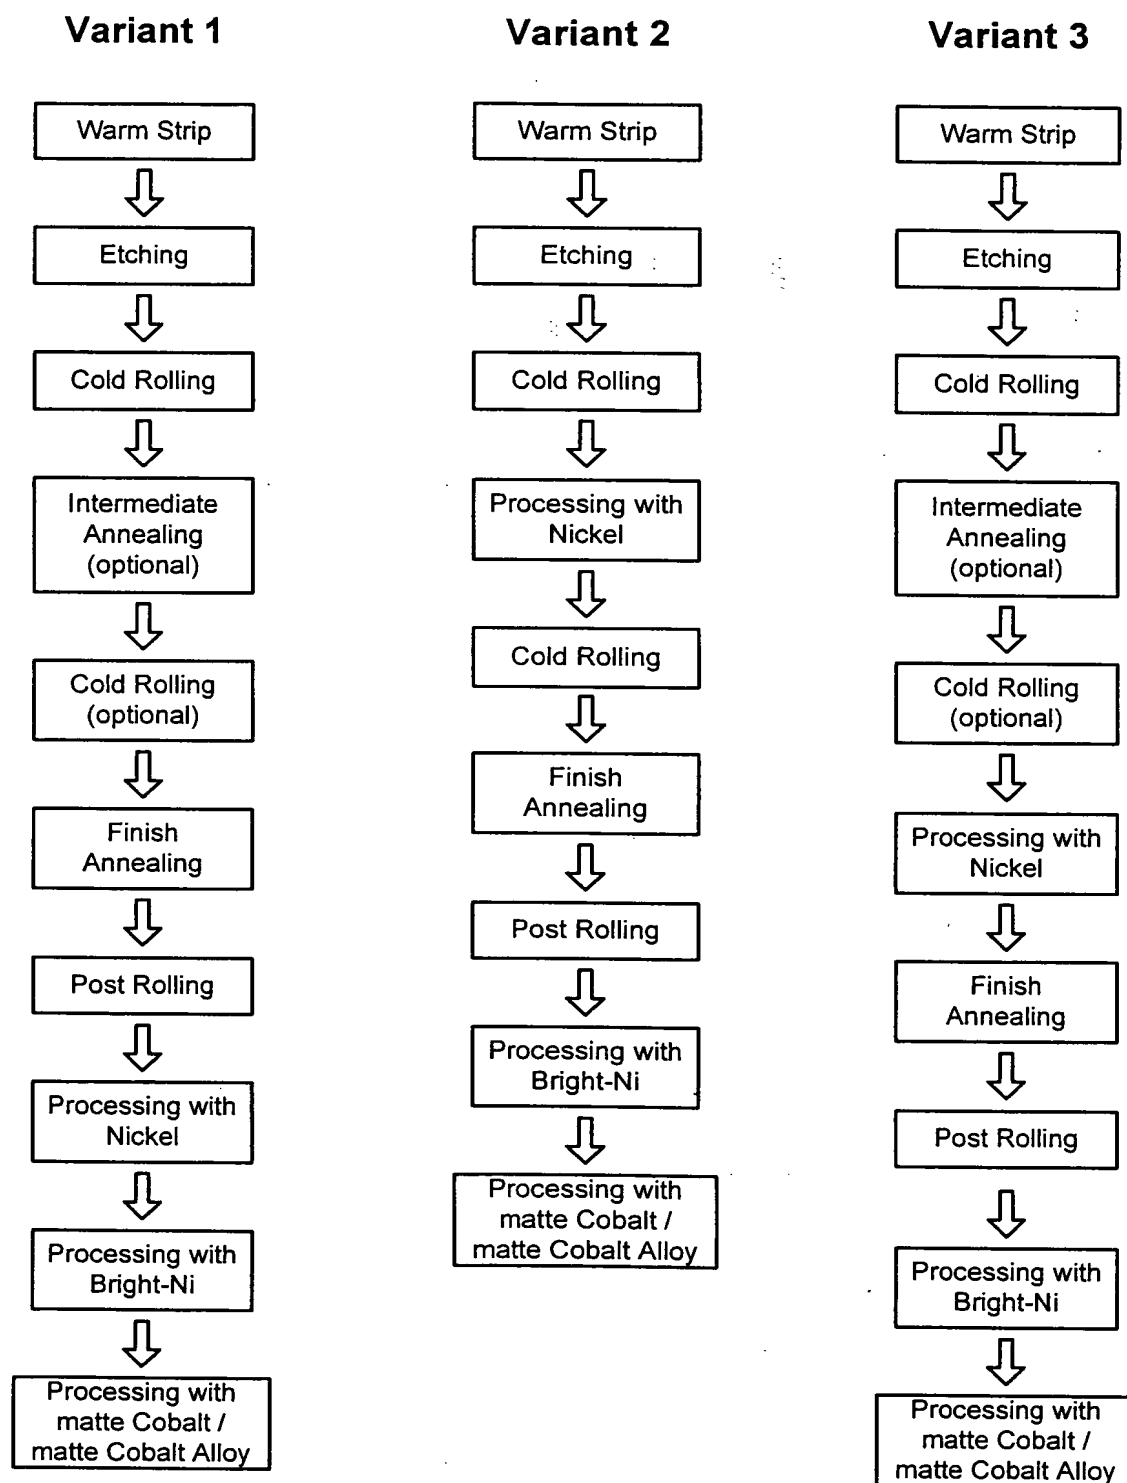 Variant 1
Warm Strip
Etching
Cold Rolling
Intermediate
Annealing
(optional)
Cold Rolling
(optional)
Finish
Annealing
Post Rolling
Processing with
Nickel
Processing with
Bright-Ni
Processing with
matte Cobalt /
matte Cobalt Alloy
Variant 2
Warm Strip
Etching
Cold Rolling
Processing with
Nickel
Cold Rolling
Finish
Annealing
Post Rolling
Processing with
Bright-Ni
Processing with
matte Cobalt /
matte Cobalt Alloy
Variant 3
Warm Strip
Etching
Cold Rolling
Intermediate
Annealing
(optional)
Cold Rolling
(optional)
Processing with
Nickel
Finish
Annealing
Post Rolling
Processing with
Bright-Ni
Processing with
matte Cobalt /
matte Cobalt Alloy